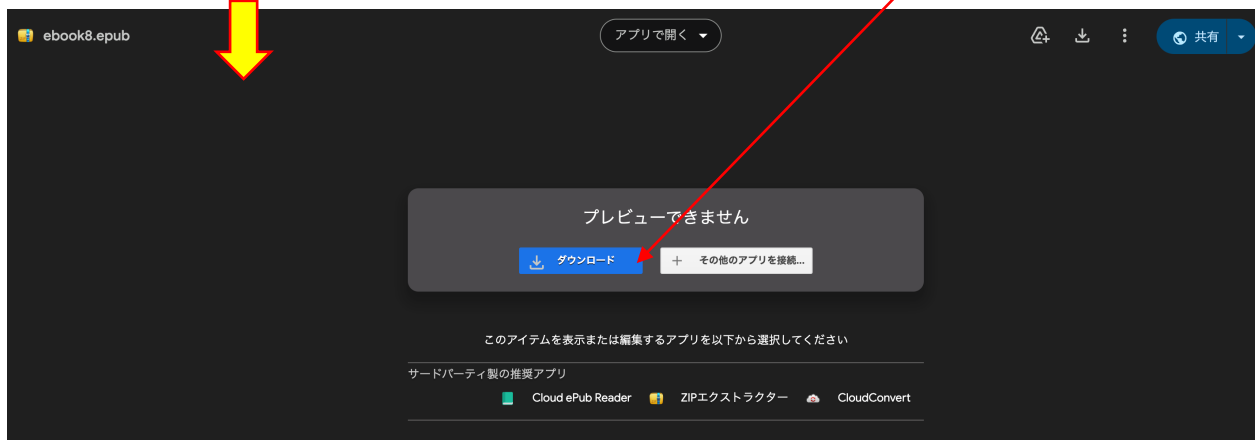 ebook8.epub
アプリで開く
共有
プレビューできません
ダウンロード
+ その他のアプリを接続...
このアイテムを表示または編集するアプリを以下から選択してください
サードパーティ製の推奨アプリ
Cloud ePub Reader ZIPエクストラクター CloudConvert